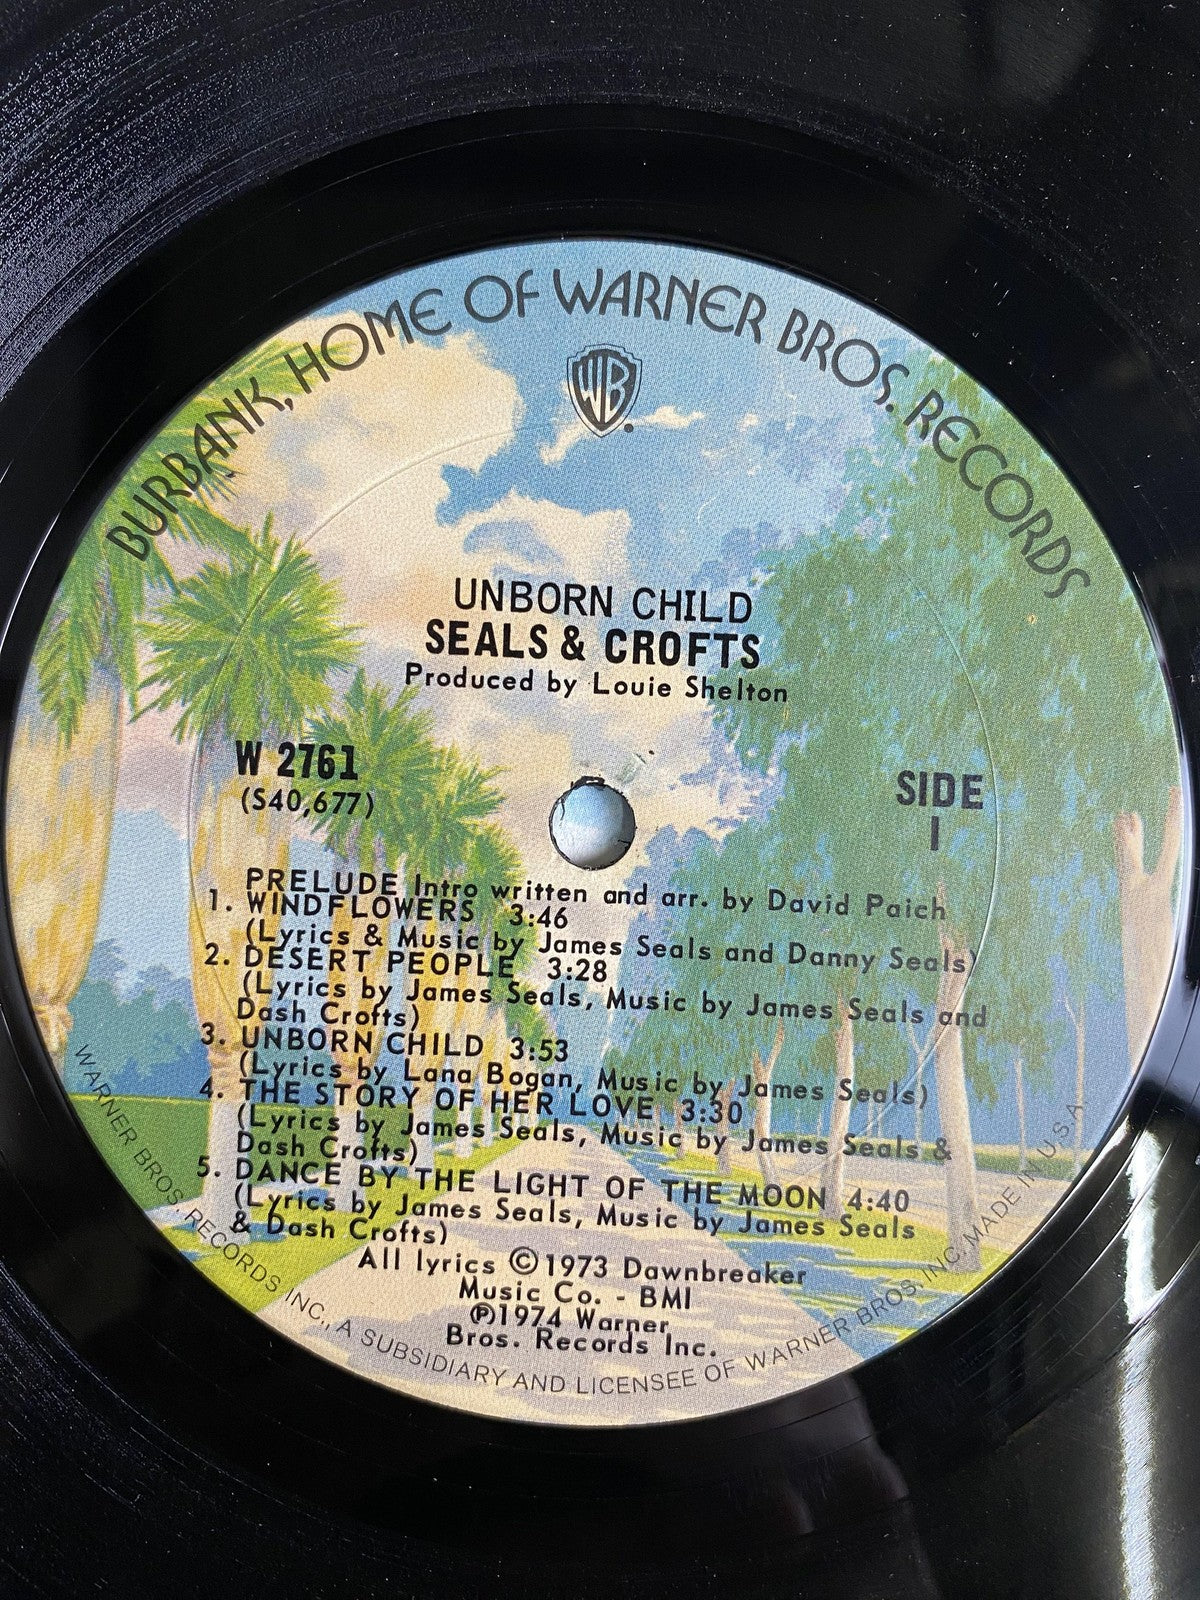 BURBANK, HOME OF WARNER BROS. RECORDS
WB
UNBORN CHILD
SEALS & CROFTS
Produced by Louie Shelton
W 2761
(S40,677)
SIDE
1
PRELUDE Intro written and arr. by David Paich
1. WINDFLOWERS 3:46
(Lyrics & Music by James Seals and Danny Seals)
2. DESERT PEOPLE 3:28
(Lyrics by James Seals, Music by James Seals and
Dash Crofts)
3. UNBORN CHILD 3:53
(Lyrics by Lana Bogan, Music by James Seals)
4. THE STORY OF HER LOVE 3:30
(Lyrics by James Seals, Music by James Seals &
Dash Crofts)
5. DANCE BY THE LIGHT OF THE MOON 4:40
(Lyrics by James Seals, Music by James Seals
& Dash Crofts)
All lyrics ©1973 Dawnbreaker
Music Co. - BMI
℗1974 Warner
Bros. Records Inc.
WARNER BROS. RECORDS INC., A SUBSIDIARY AND LICENSEE OF WARNER BROS. INC. MADE IN U.S.A.